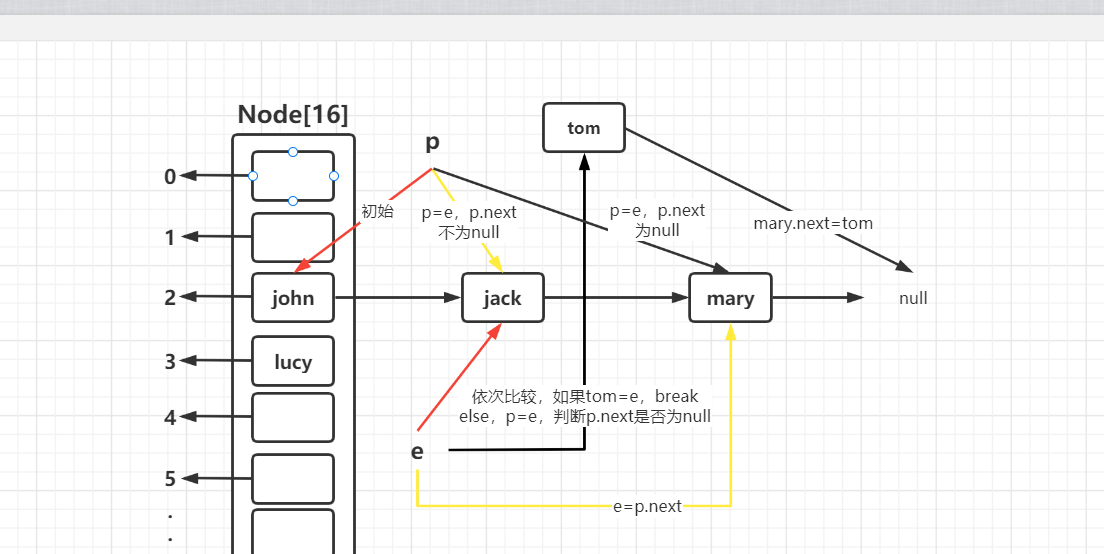 Node[16]
tom
p
0
初始
p=e，p.next
不为null
p=e，p.next
为null
mary.next=tom
1
2
john
jack
mary
null
3
lucy
依次比较，如果tom=e，break
else，p=e，判断p.next是否为null
4
e
5
e=p.next
.
.